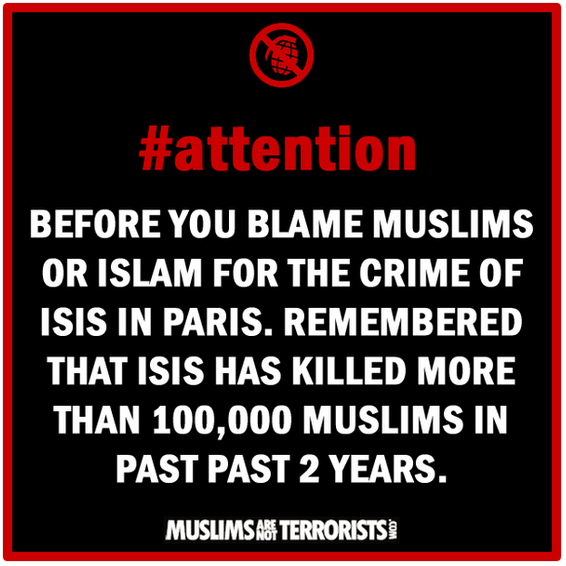 #attention
BEFORE YOU BLAME MUSLIMS
OR ISLAM FOR THE CRIME OF
ISIS IN PARIS. REMEMBERED
THAT ISIS HAS KILLED MORE
THAN 100,000 MUSLIMS IN
PAST PAST 2 YEARS.
MUSLIMS ARE NOT TERRORISTS.COM